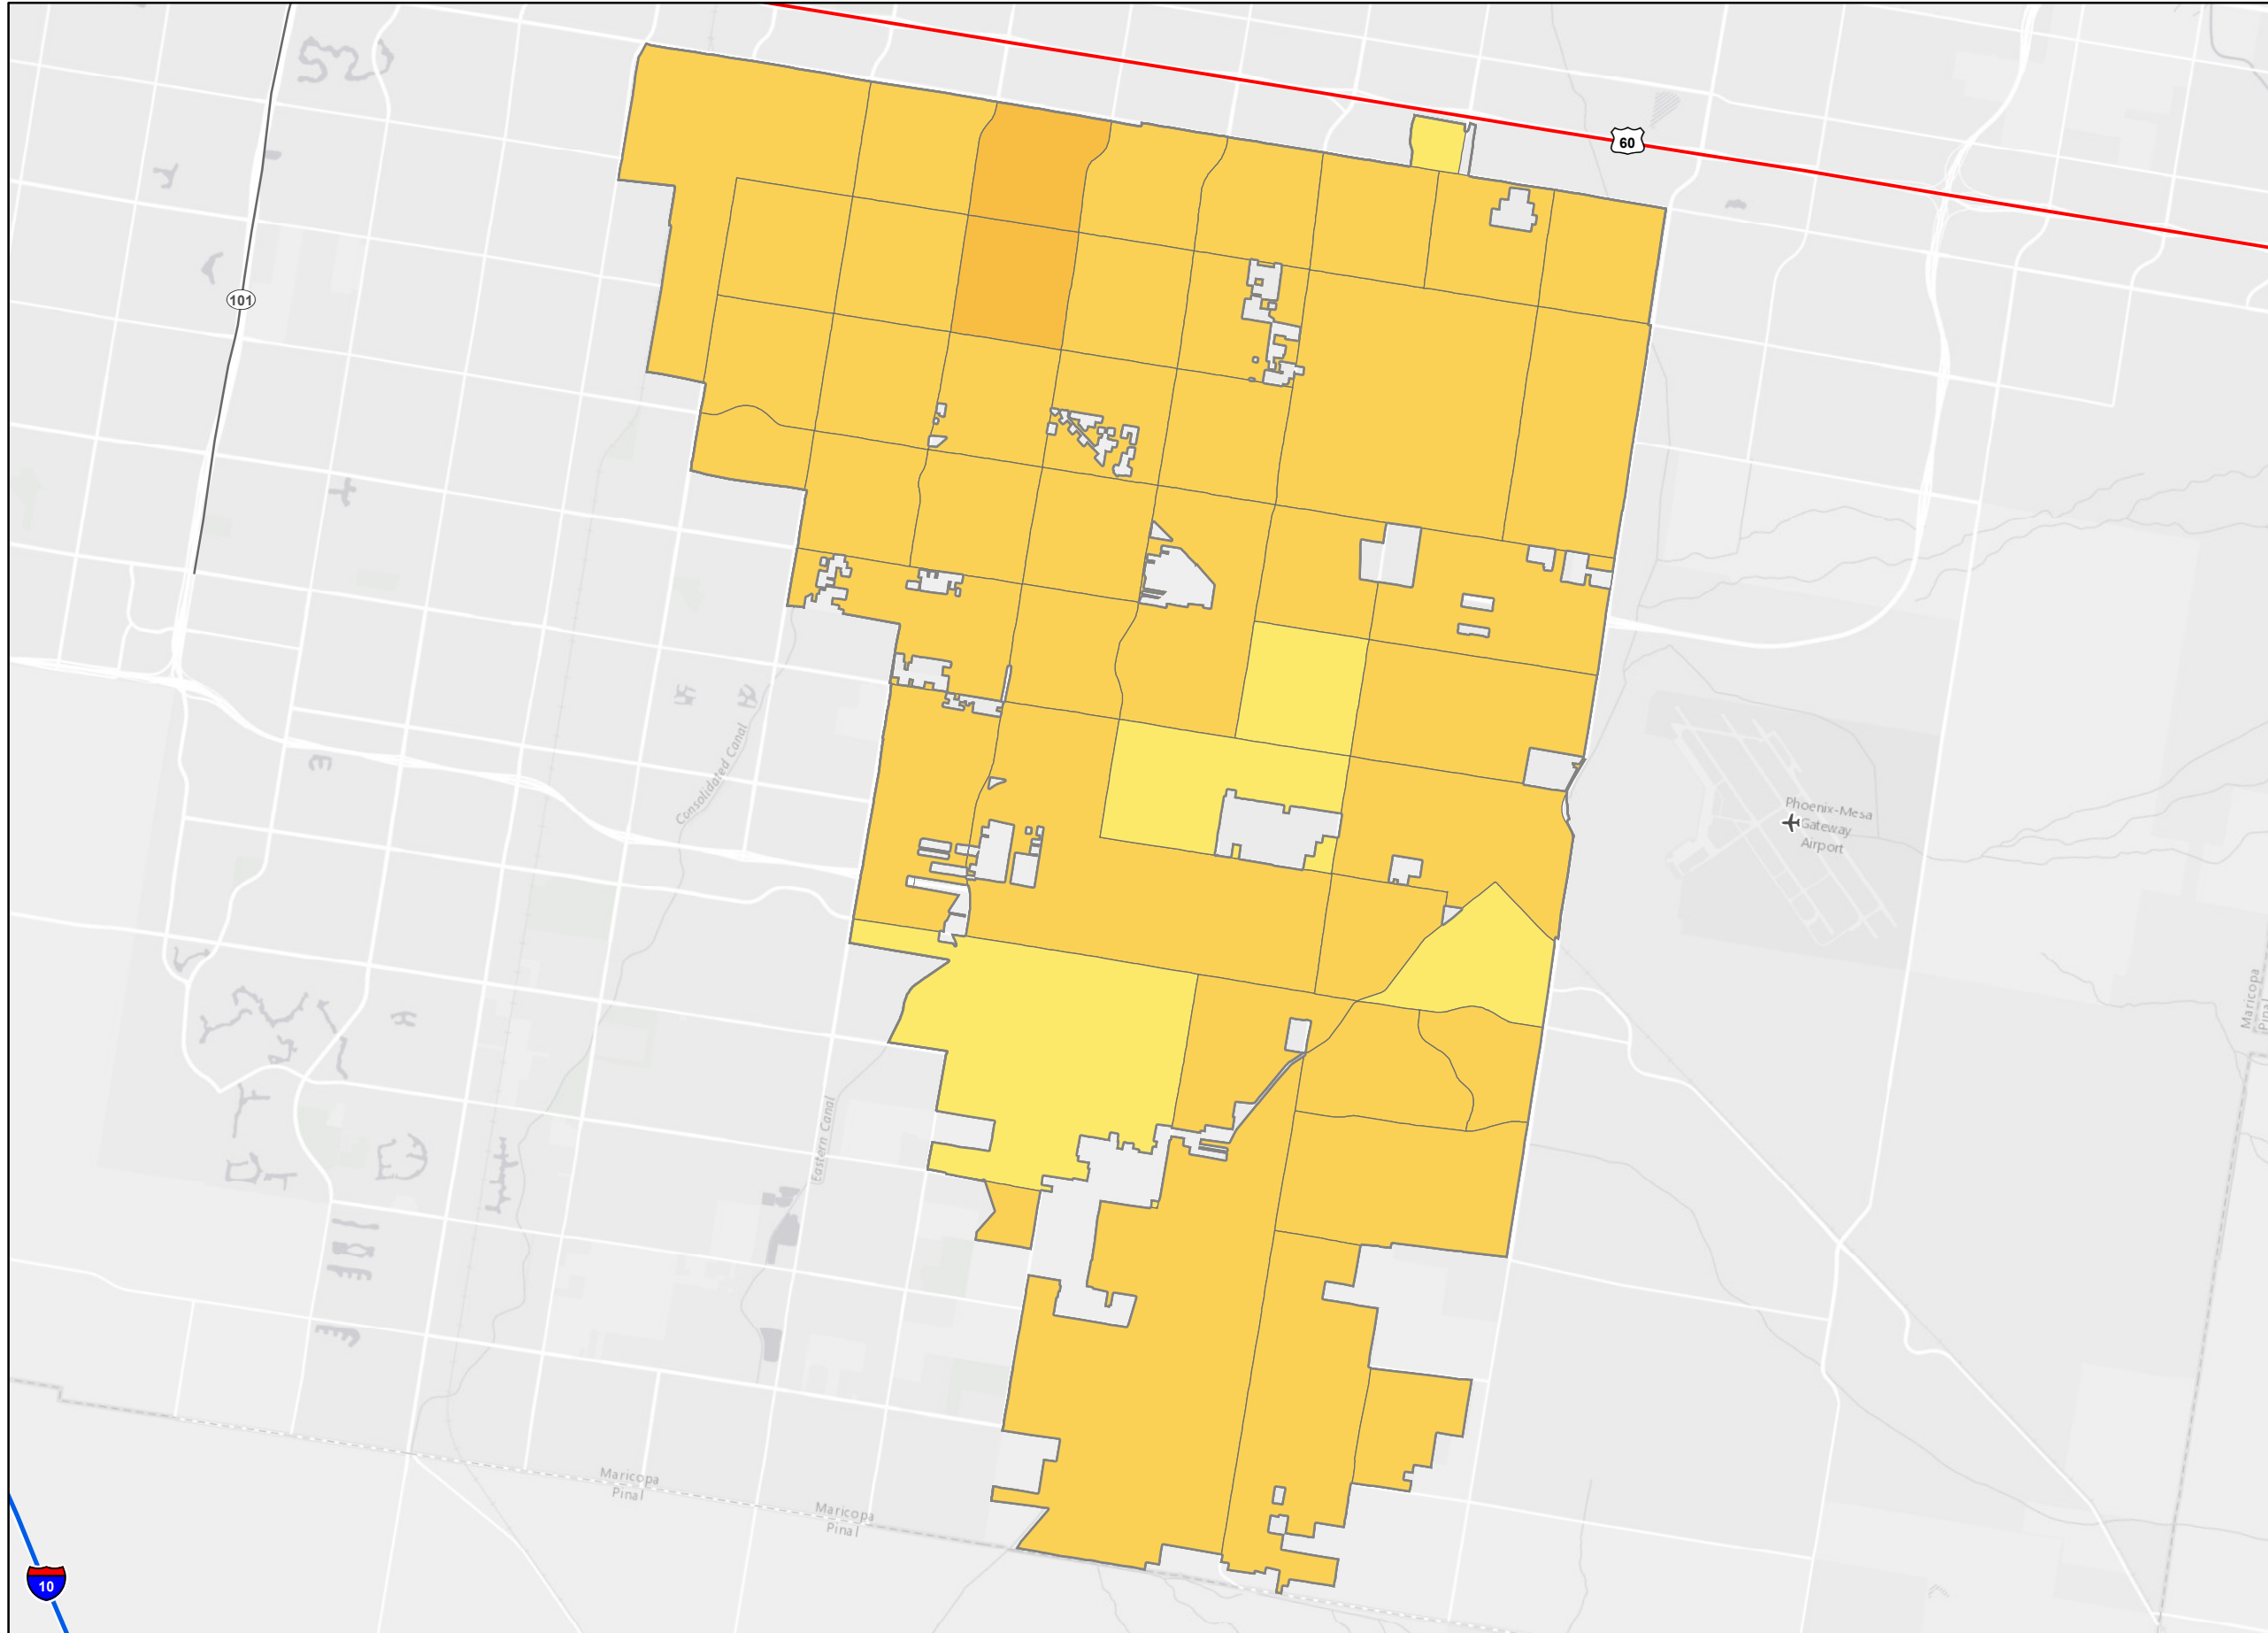 60
101
Consolidated Canal
Phoenix-Mesa
Gateway
Airport
Maricopa
Pinal
Eastern Canal
Maricopa
Pinal
Maricopa
Pinal
10